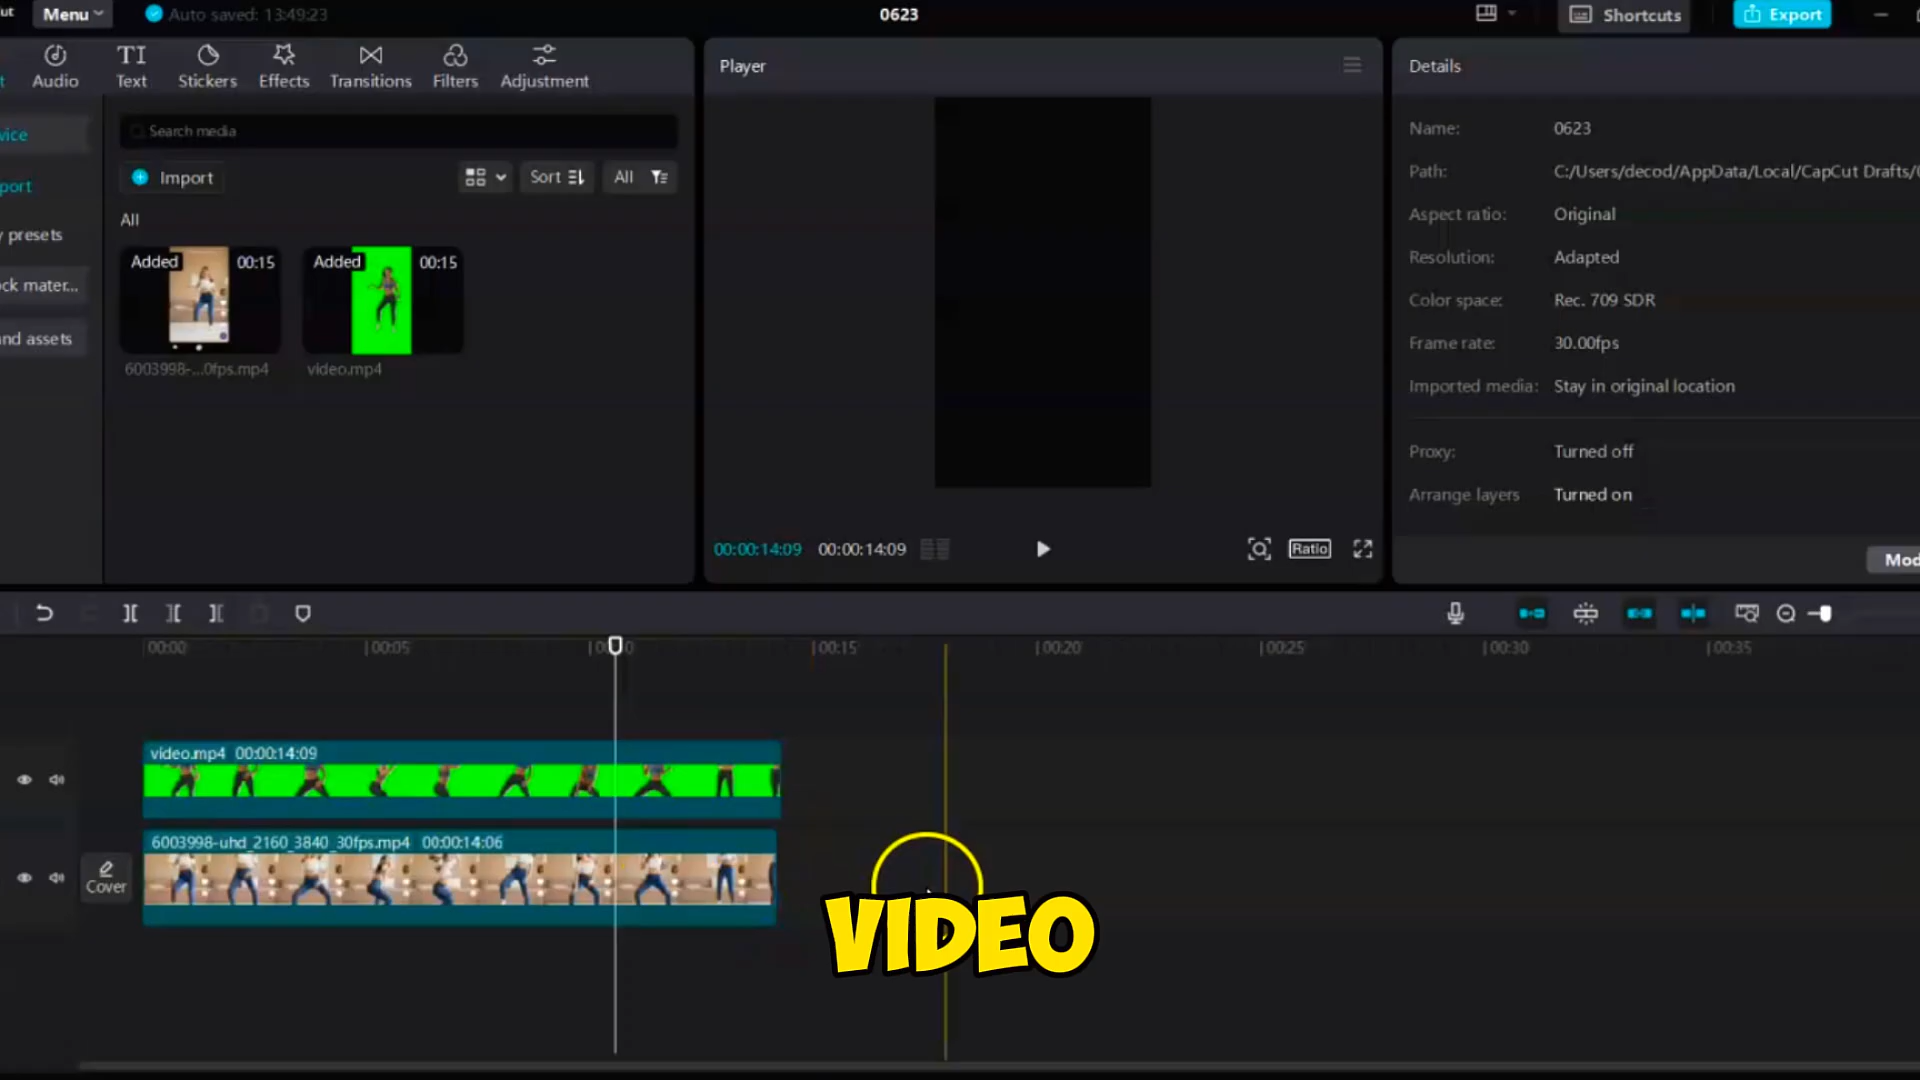 Menu
Auto saved: 13:49:23
0623
Shortcuts
Export
Audio
Text
Stickers
Effects
Transitions
Filters
Adjustment
Player
Details
Search media
Import
Sort
All
All
y presets
ck mater...
nd assets
Added 00:15
Added 00:15
6003998-...0fps.mp4
video.mp4
Name: 0623
Path: C:/Users/decod/AppData/Local/CapCut Drafts/
Aspect ratio: Original
Resolution: Adapted
Color space: Rec. 709 SDR
Frame rate: 30.00fps
Imported media: Stay in original location
Proxy: Turned off
Arrange layers Turned on
Mod
00:00:14:09 00:00:14:09
Ratio
00:00 00:05 00:15 00:20 00:25 00:30 00:35
video.mp4 00:00:14:09
6003998-uhd_2160_3840_30fps.mp4 00:00:14:06
Cover
VIDEO